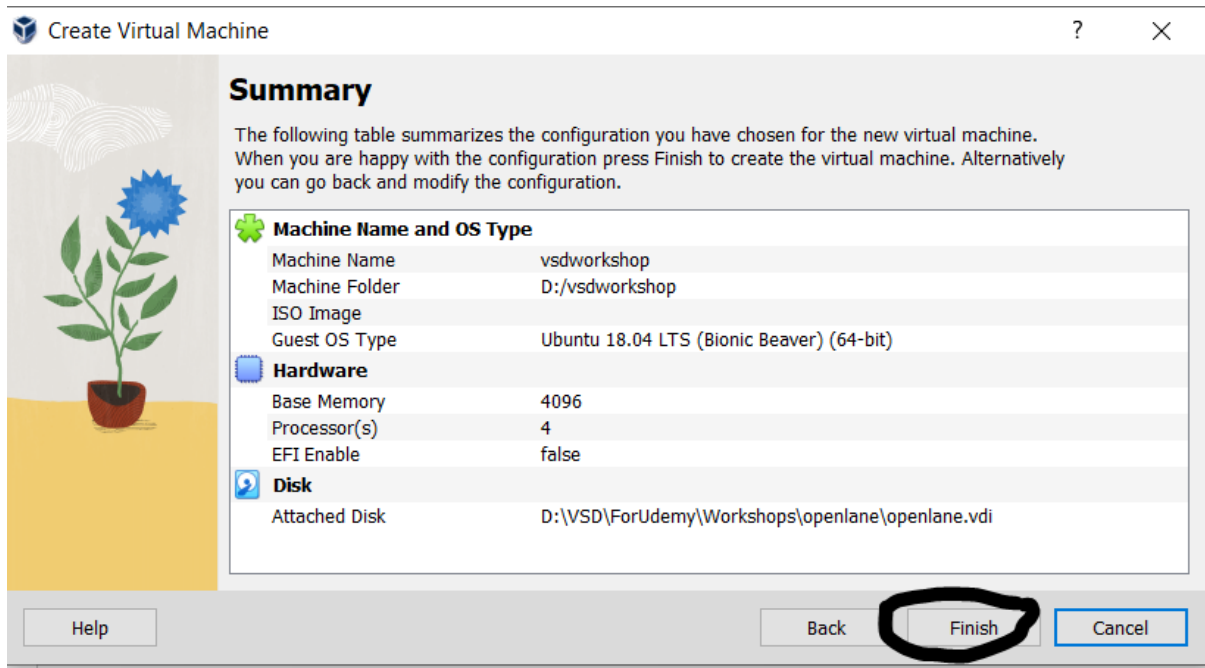 Create Virtual Machine
?
Summary
The following table summarizes the configuration you have chosen for the new virtual machine.
When you are happy with the configuration press Finish to create the virtual machine. Alternatively
you can go back and modify the configuration.
Machine Name and OS Type
Machine Name vsdworkshop
Machine Folder D:/vsdworkshop
ISO Image
Guest OS Type Ubuntu 18.04 LTS (Bionic Beaver) (64-bit)
Hardware
Base Memory 4096
Processor(s) 4
EFI Enable false
Disk
Attached Disk D:\VSD\ForUdemy\Workshops\openlane\openlane.vdi
Help Back Finish Cancel